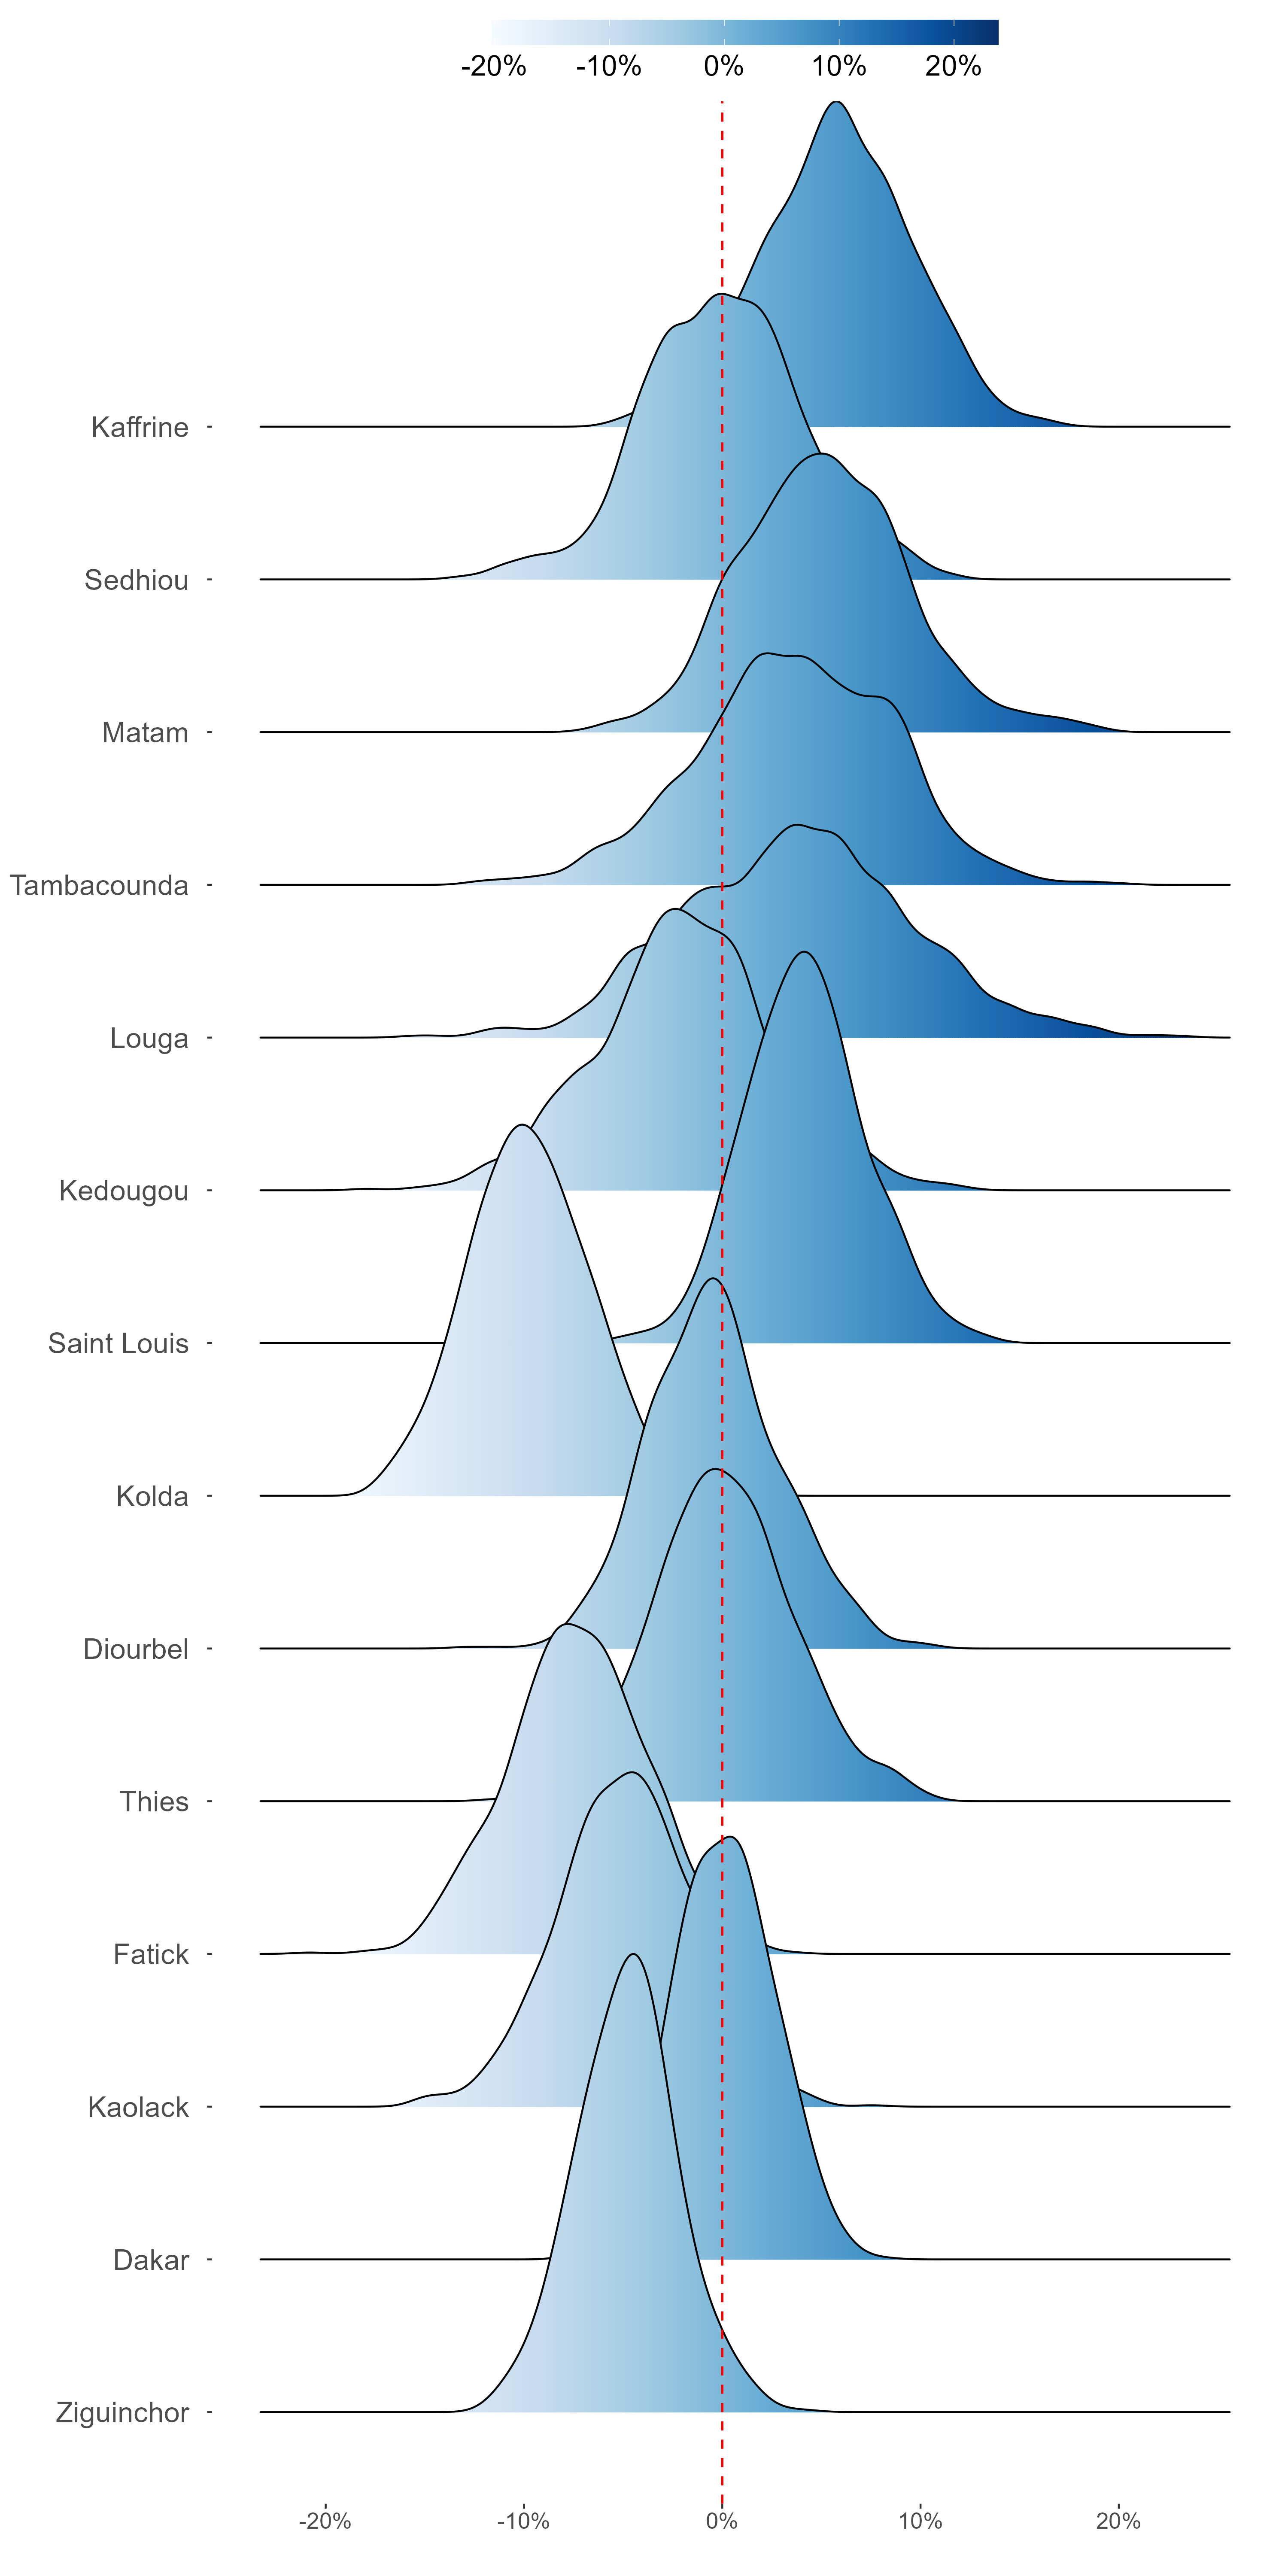 -20% -10% 0% 10% 20%
Kaffrine
Sedhiou
Matam
Tambacounda
Louga
Kedougou
Saint Louis
Kolda
Diourbel
Thies
Fatick
Kaolack
Dakar
Ziguinchor
-20% -10% 0% 10% 20%